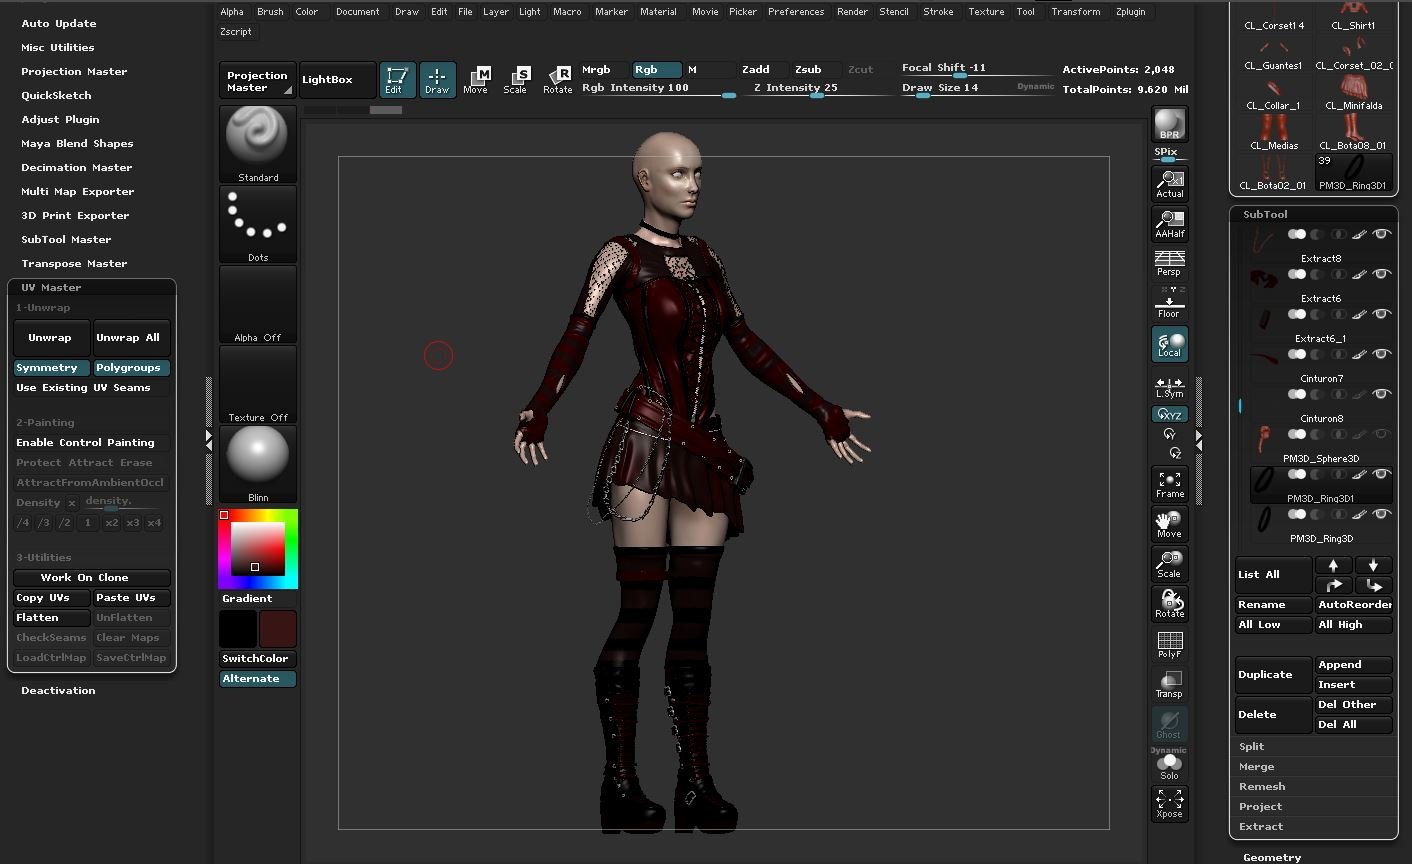 Alpha Brush Color Document Draw Edit File Layer Light Macro Marker Material Movie Picker Preferences Render Stencil Stroke Texture Tool Transform Zplugin
Zscript
Auto Update
Misc Utilities
Projection Master
QuickSketch
Adjust Plugin
Maya Blend Shapes
Decimation Master
Multi Map Exporter
3D Print Exporter
SubTool Master
Transpose Master
UV Master
1-Unwrap
Unwrap Unwrap All
Symmetry Polygroups
Use Existing UV Seams
2-Painting
Enable Control Painting
Protect Attract Erase
AttractFromAmbientOccl
Density x density.
/4 /3 /2 1 x2 x3 x4
3-Utilities
Work On Clone
Copy UVs Paste UVs
Flatten UnFlatten
CheckSeams Clear Maps
LoadCtrlMap SaveCtrlMap
Deactivation
Projection
Master
LightBox
Edit
Draw
Move
M
Scale
S
Rotate
R
Mrgb Rgb M Zadd Zsub Zcut
Rgb Intensity 100 Z Intensity 25
Focal Shift -11
Draw Size 14 Dynamic
ActivePoints: 2,048
TotalPoints: 9.620 Mil
Standard
Dots
Alpha Off
Texture Off
Blinn
Gradient
SwitchColor
Alternate
BPR
SPix
x1
Actual
AAHalf
Persp
X Y Z
Floor
Local
L.Sym
XYZ
Y
Z
Frame
Move
Scale
Rotate
PolyF
Transp
Ghost
Dynamic
Solo
Xpose
CL_Corset14 CL_Shirt1
CL_Guantes1 CL_Corset_02_0
CL_Collar_1 CL_Minifalda
CL_Medias CL_Bota08_01
39
CL_Bota02_01 PM3D_Ring3D1
SubTool
Extract8
Extract6
Extract6_1
Cinturon7
Cinturon8
PM3D_Sphere3D
PM3D_Ring3D1
PM3D_Ring3D
List All
Rename AutoReorder
All Low All High
Duplicate
Append
Insert
Delete
Del Other
Del All
Split
Merge
Remesh
Project
Extract
Geometry